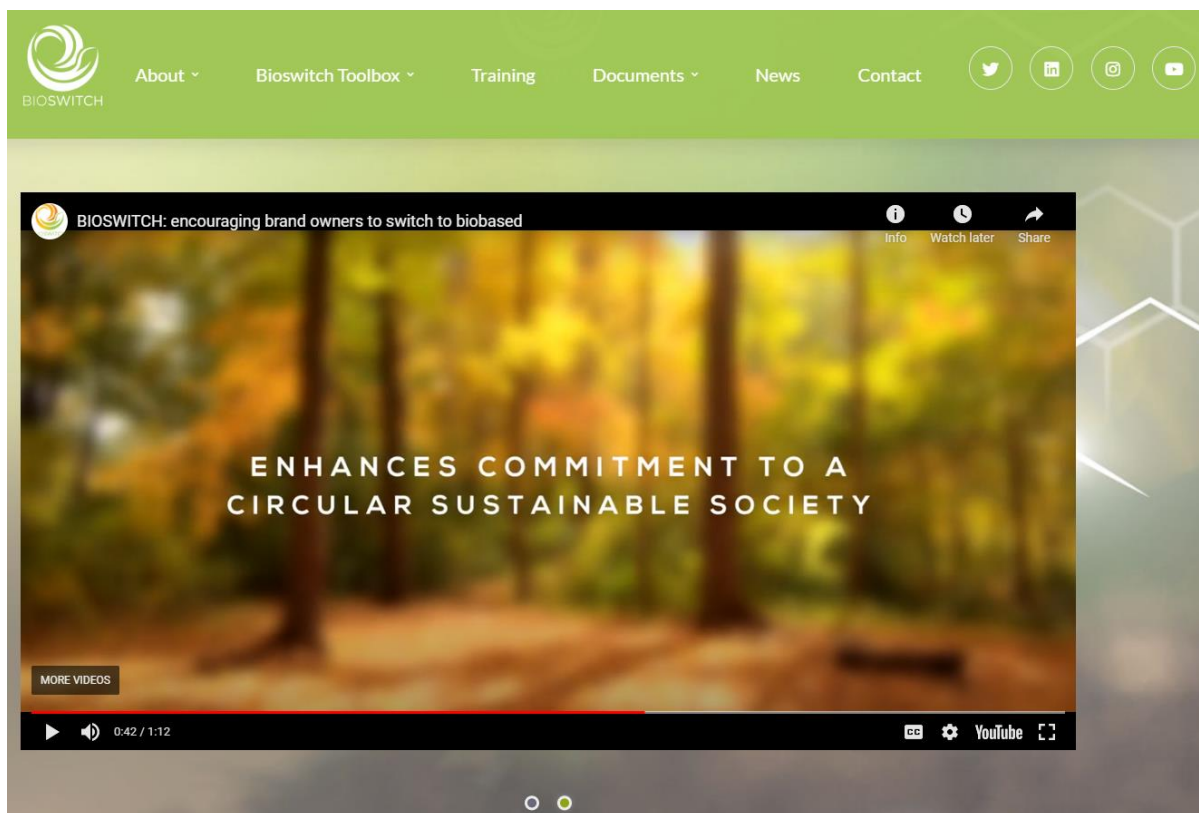 BIOSWITCH
About
Bioswitch Toolbox
Training
Documents
News
Contact
BIOSWITCH: encouraging brand owners to switch to biobased
Info
Watch later
Share
ENHANCES COMMITMENT TO A
CIRCULAR SUSTAINABLE SOCIETY
MORE VIDEOS
0:42 / 1:12
CC
YouTube